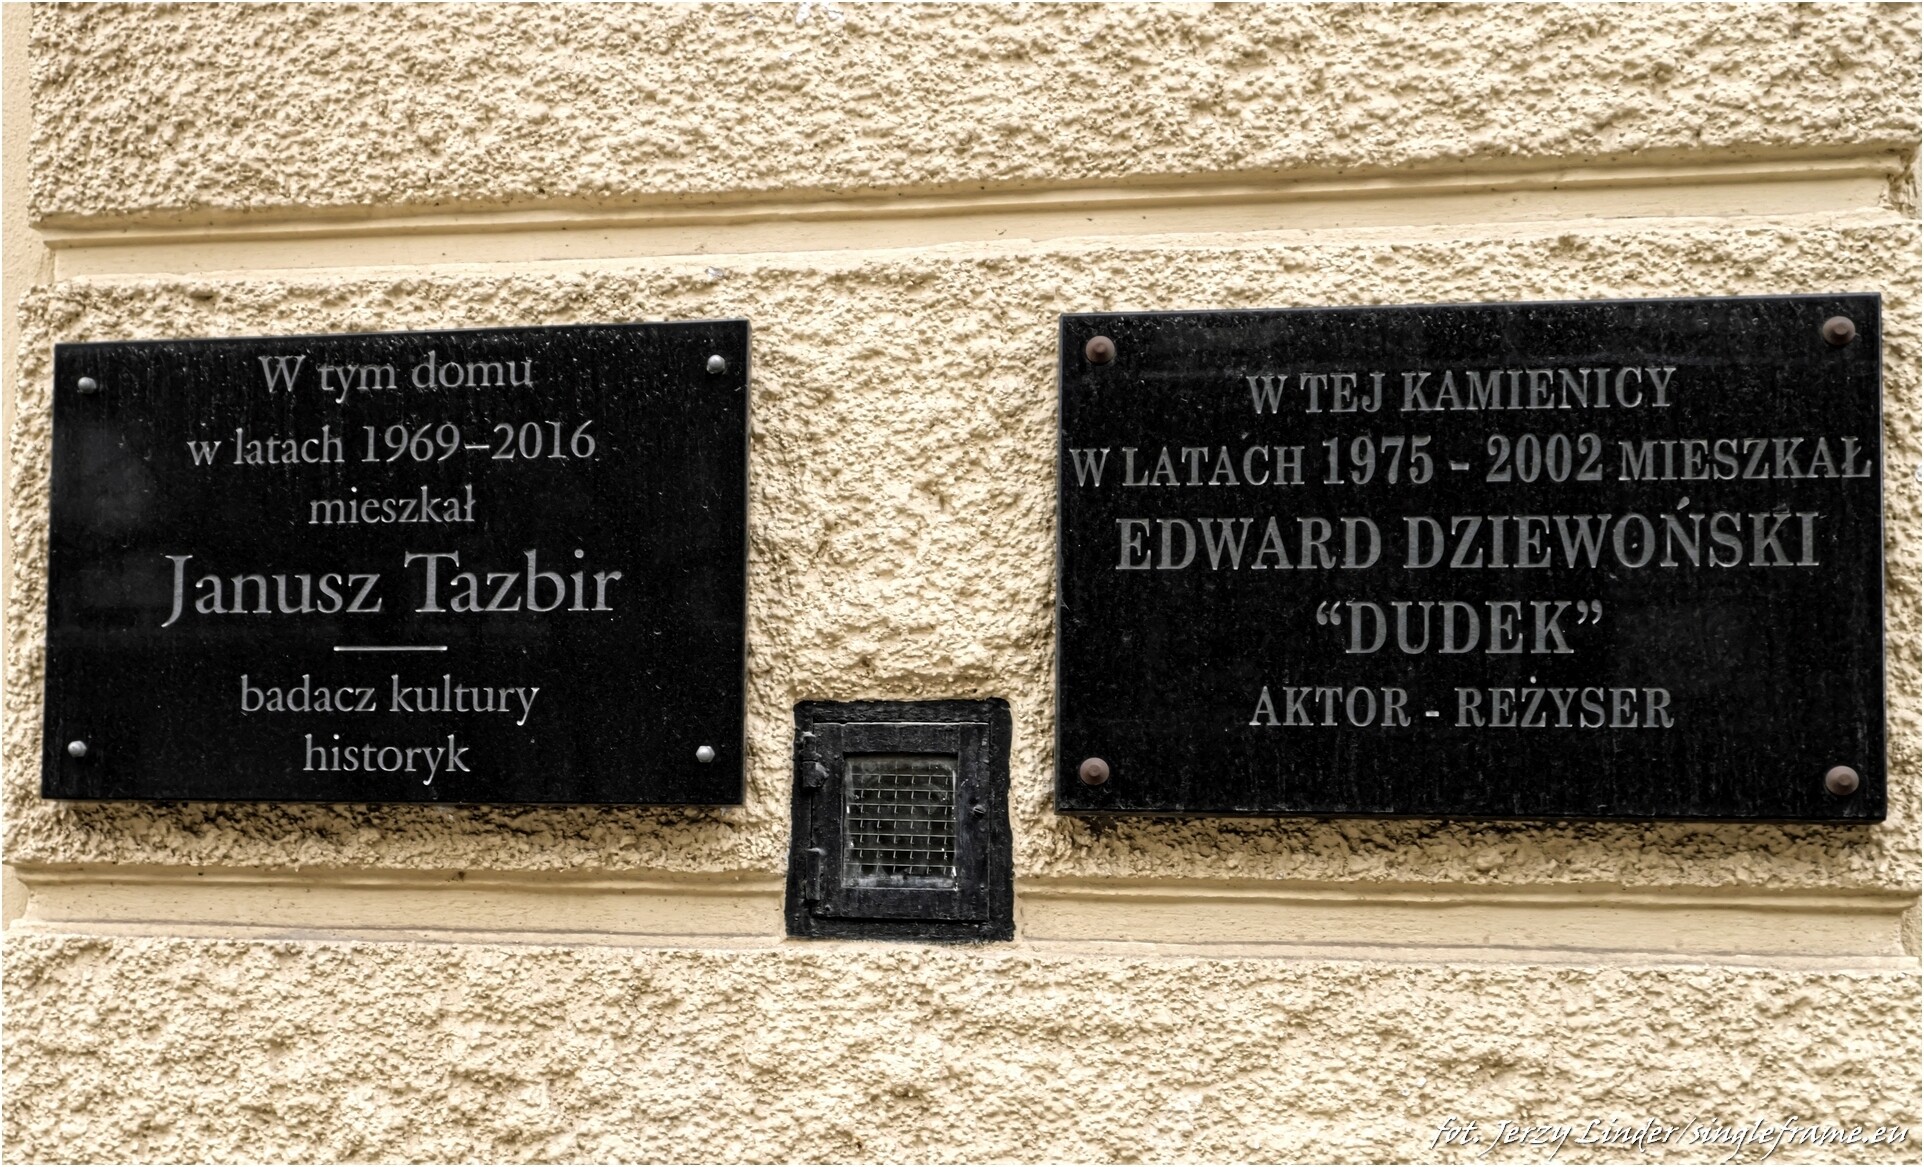 W tym domu
w latach 1969–2016
mieszkał
Janusz Tazbir
badacz kultury
historyk
W TEJ KAMIENICY
W LATACH 1975 - 2002 MIESZKAŁ
EDWARD DZIEWOŃSKI
“DUDEK”
AKTOR - REŻYSER
fot. Jerzy Linder/singleframe.eu